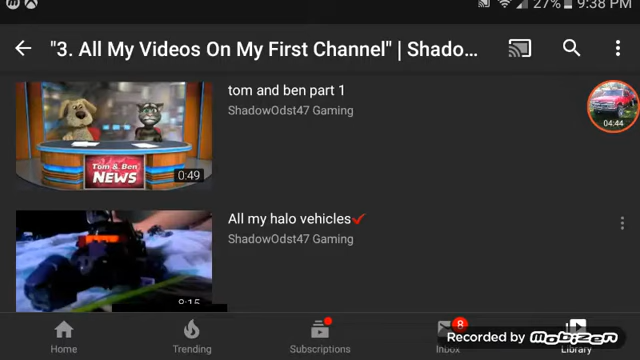 27% 9:38 PM
"3. All My Videos On My First Channel" | Shado...
tom and ben part 1
ShadowOdst47 Gaming
04:44
Tom & Ben
NEWS
0:49
All my halo vehicles
ShadowOdst47 Gaming
8:15
8
Home
Trending
Subscriptions
Inbox
Library
Recorded by Mobizen